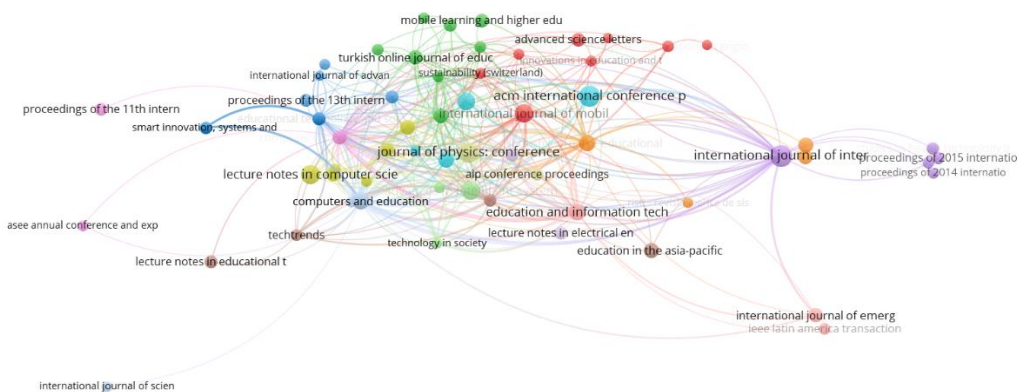 mobile learning and higher edu
advanced science letters
turkish online journal of educ
innovations in education and t
international journal of advan
sustainability (switzerland)
proceedings of the 13th intern
acm international conference p
proceedings of the 11th intern
international journal of mobil
smart innovation, systems and
educational
journal of physics: conference
international journal of inter
proceedings of 2015 internatio
lecture notes in computer scie
aip conference proceedings
proceedings of 2014 internatio
computers and education
education and information tech
asee annual conference and exp
techtrends
lecture notes in electrical en
technology in society
education in the asia-pacific
lecture notes in educational t
international journal of emerg
ieee latin america transaction
international journal of scien